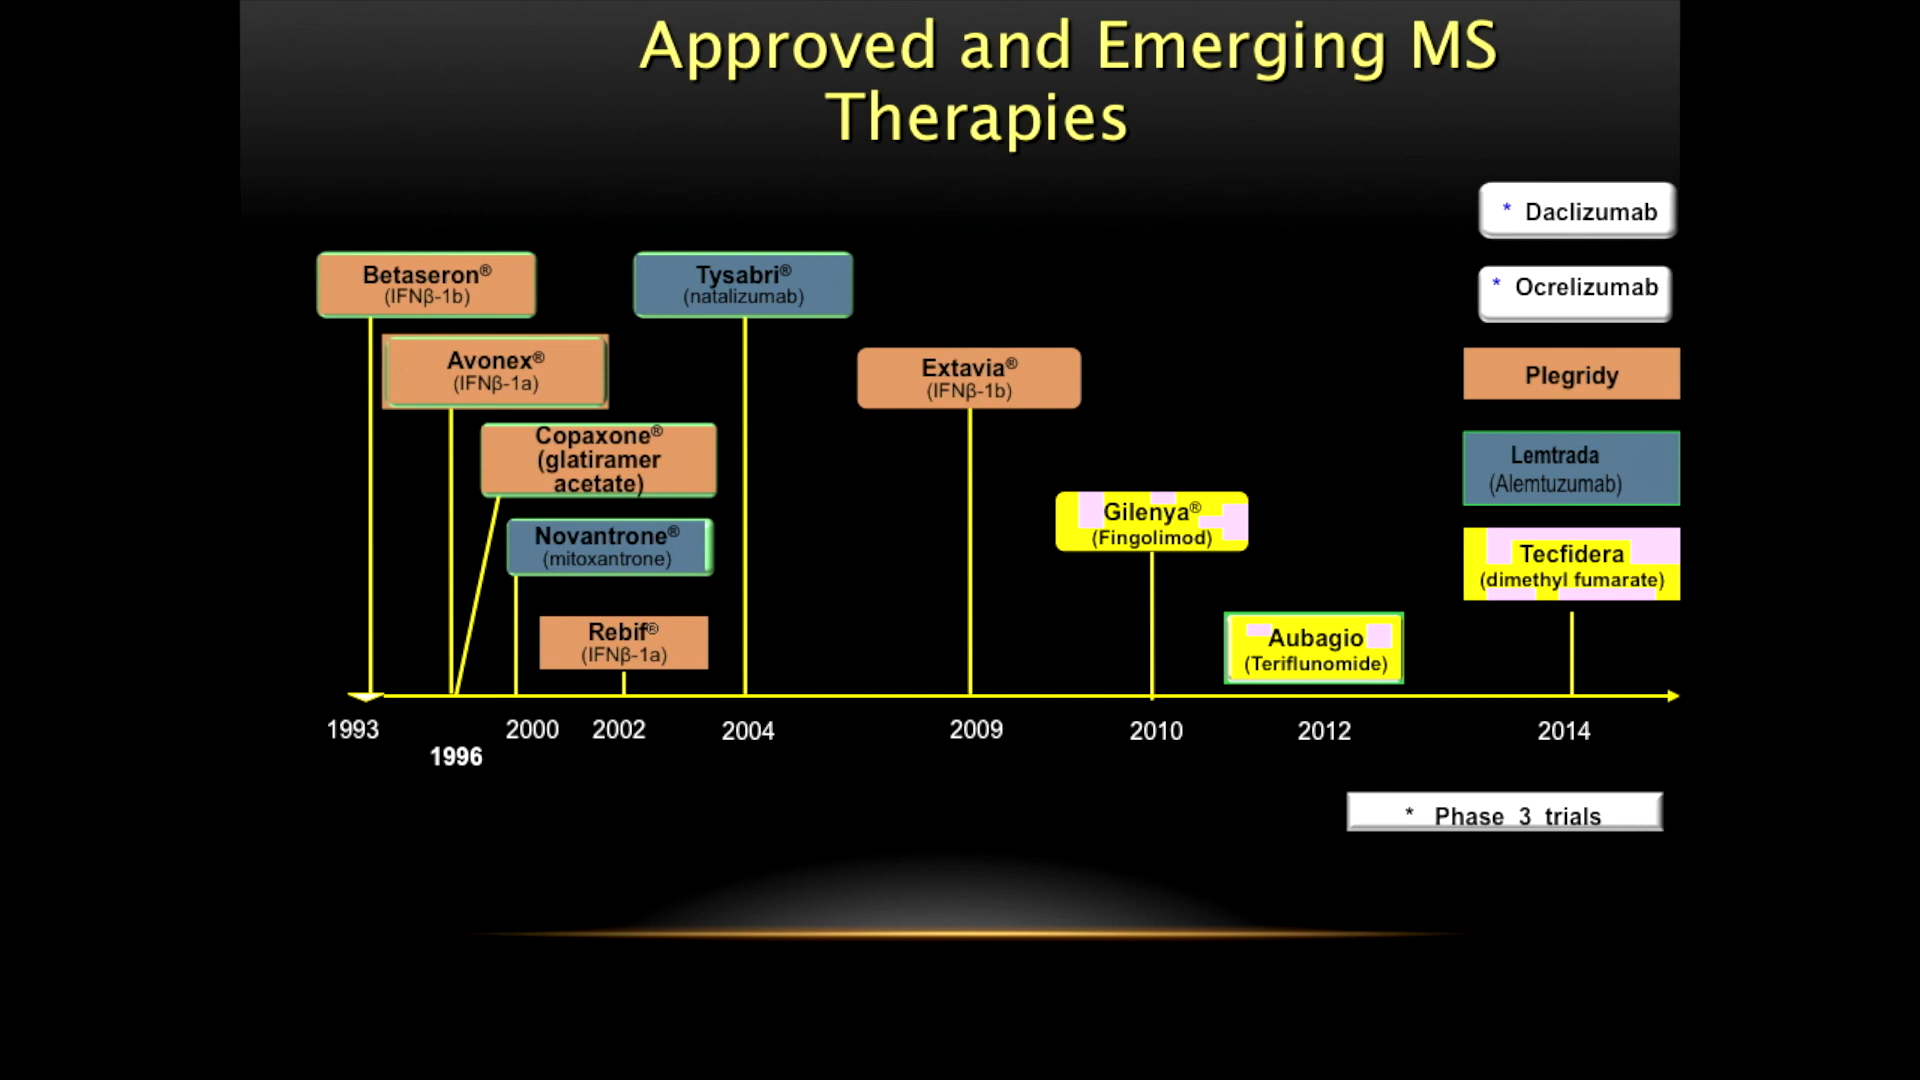 Approved and Emerging MS
Therapies
* Daclizumab
* Ocrelizumab
Plegridy
Lemtrada
(Alemtuzumab)
Tecfidera
(dimethyl fumarate)
Betaseron®
(IFNβ-1b)
Tysabri®
(natalizumab)
Avonex®
(IFNβ-1a)
Extavia®
(IFNβ-1b)
Copaxone®
(glatiramer
acetate)
Novantrone®
(mitoxantrone)
Gilenya®
(Fingolimod)
Rebif®
(IFNβ-1a)
Aubagio
(Teriflunomide)
1993
1996
2000
2002
2004
2009
2010
2012
2014
* Phase 3 trials